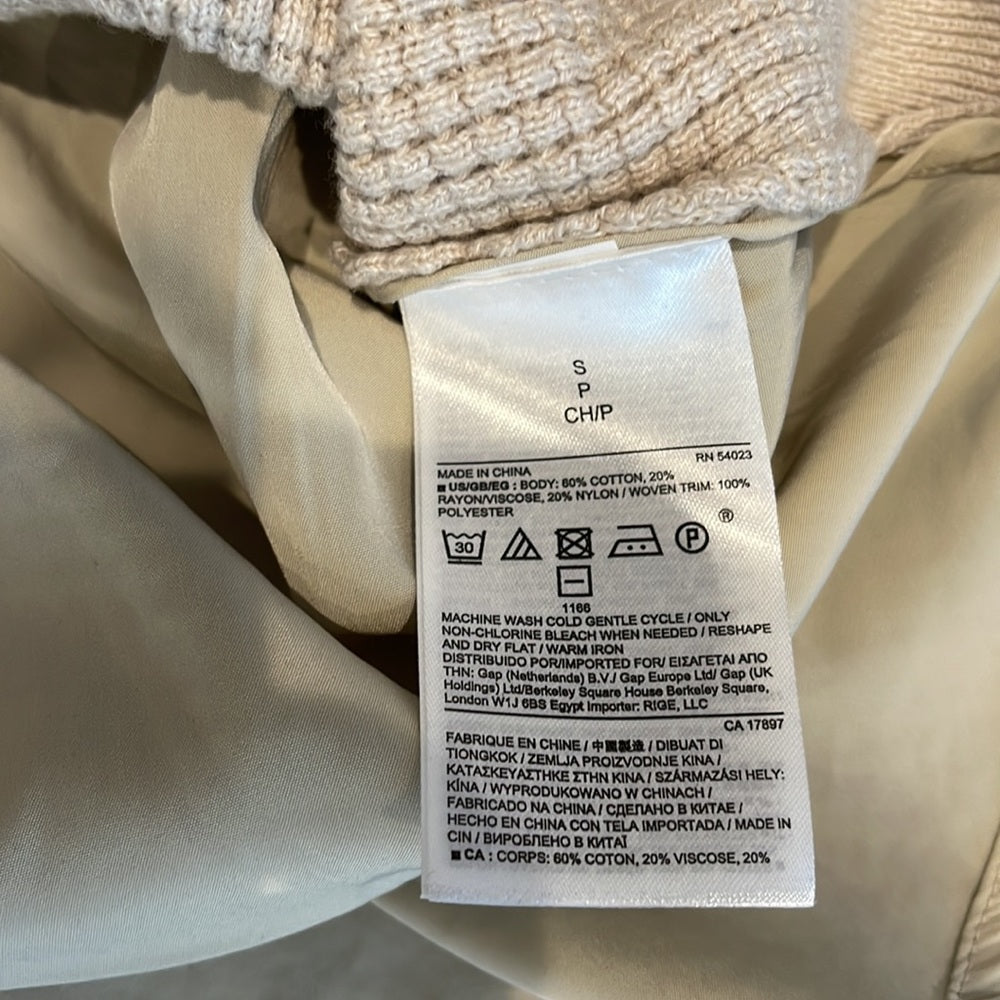 S
P
CH/P
RN 54023
MADE IN CHINA
US/GB/EG : BODY: 60% COTTON, 20%
RAYON/VISCOSE, 20% NYLON / WOVEN TRIM: 100%
POLYESTER
®
30 P
1166
MACHINE WASH COLD GENTLE CYCLE / ONLY
NON-CHLORINE BLEACH WHEN NEEDED / RESHAPE
AND DRY FLAT / WARM IRON
DISTRIBUIDO POR/IMPORTED FOR/ ΕΙΣΑΓΕΤΑΙ ΑΠΟ
THN: Gap (Netherlands) B.V./ Gap Europe Ltd/ Gap (UK
Holdings) Ltd/Berkeley Square House Berkeley Square,
London W1J 6BS Egypt Importer: RIGE, LLC
CA 17897
FABRIQUE EN CHINE / 中國製造 / DIBUAT DI
TIONGKOK / ZEMLJA PROIZVODNJE KINA /
ΚΑΤΑΣΚΕΥΑΣΤΗΚΕ ΣΤΗΝ ΚΙΝΑ / SZÁRMAZÁSI HELY:
KÍNA / WYPRODUKOWANO W CHINACH /
FABRICADO NA CHINA / СДЕЛАНО В КИТАЕ /
HECHO EN CHINA CON TELA IMPORTADA / MADE IN
CIN / ВИРОБЛЕНО В КИТАЇ
CA : CORPS: 60% COTON, 20% VISCOSE, 20%